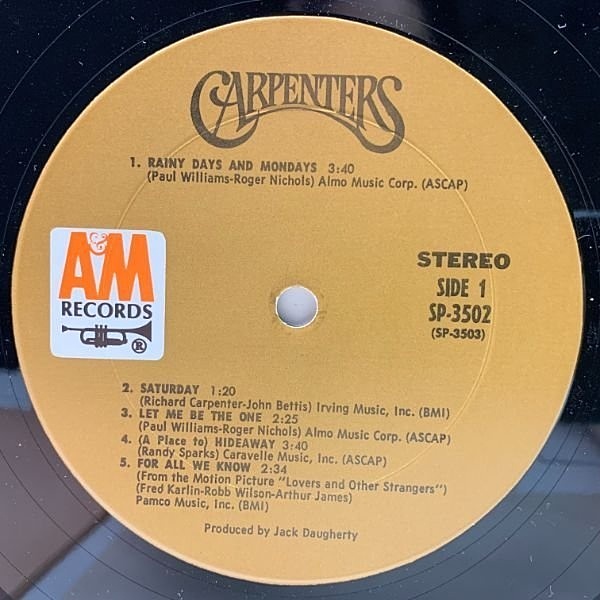 CARPENTERS
1. RAINY DAYS AND MONDAYS 3:40
(Paul Williams-Roger Nichols) Almo Music Corp. (ASCAP)
A&M
RECORDS
®
STEREO
SIDE 1
SP-3502
(SP-3503)
2. SATURDAY 1:20
(Richard Carpenter-John Bettis) Irving Music, Inc. (BMI)
3. LET ME BE THE ONE 2:25
(Paul Williams-Roger Nichols) Almo Music Corp. (ASCAP)
4. (A Place to) HIDEAWAY 3:40
(Randy Sparks) Caravelle Music, Inc. (ASCAP)
5. FOR ALL WE KNOW 2:34
(From the Motion Picture "Lovers and Other Strangers")
(Fred Karlin-Robb Wilson-Arthur James)
Pamco Music, Inc. (BMI)
Produced by Jack Daugherty